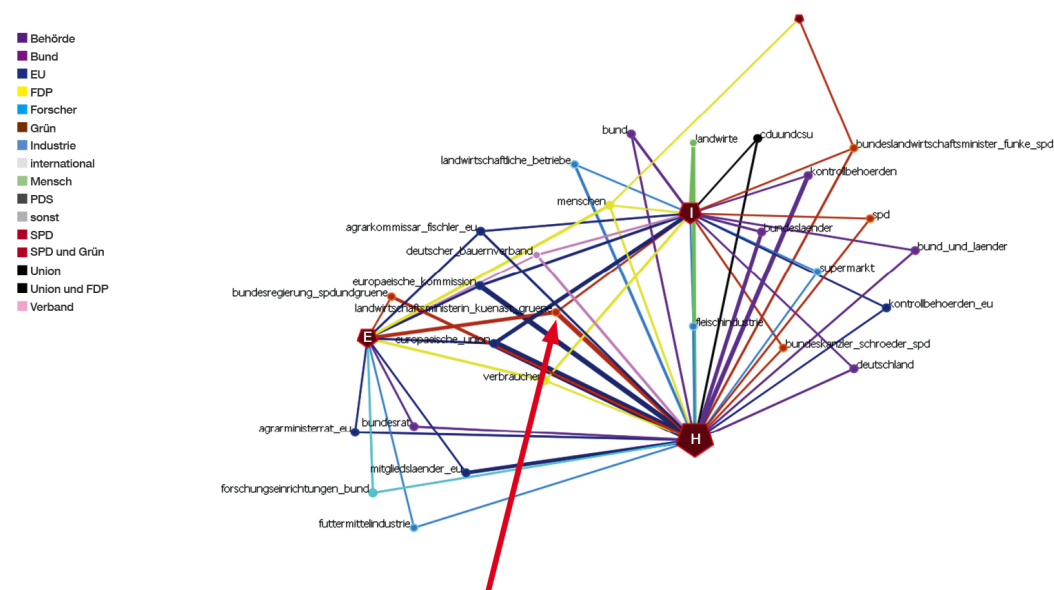 Behörde
Bund
EU
FDP
Forscher
Grün
Industrie
international
Mensch
PDS
sonst
SPD
SPD und Grün
Union
Union und FDP
Verband
bund
landwirte
cduundcsu
bundeslandwirtschaftsminister_funke_spd
landwirtschaftliche_betriebe
kontrollbehoerden
menschen
I
spd
agrarkommissar_fischler_eu
bundeslaender
deutscher_bauernverband
bund_und_laender
supermarkt
europaeische_kommission
bundesregierung_spdundgruene
landwirtschaftsministerin_kuenast_gruene
kontrollbehoerden_eu
fleischindustrie
E
europaeische_union
bundeskanzler_schroeder_spd
deutschland
verbraucher
bundesrat
agrarministerrat_eu
H
mitgliedslaender_eu
forschungseinrichtungen_bund
futtermittelindustrie